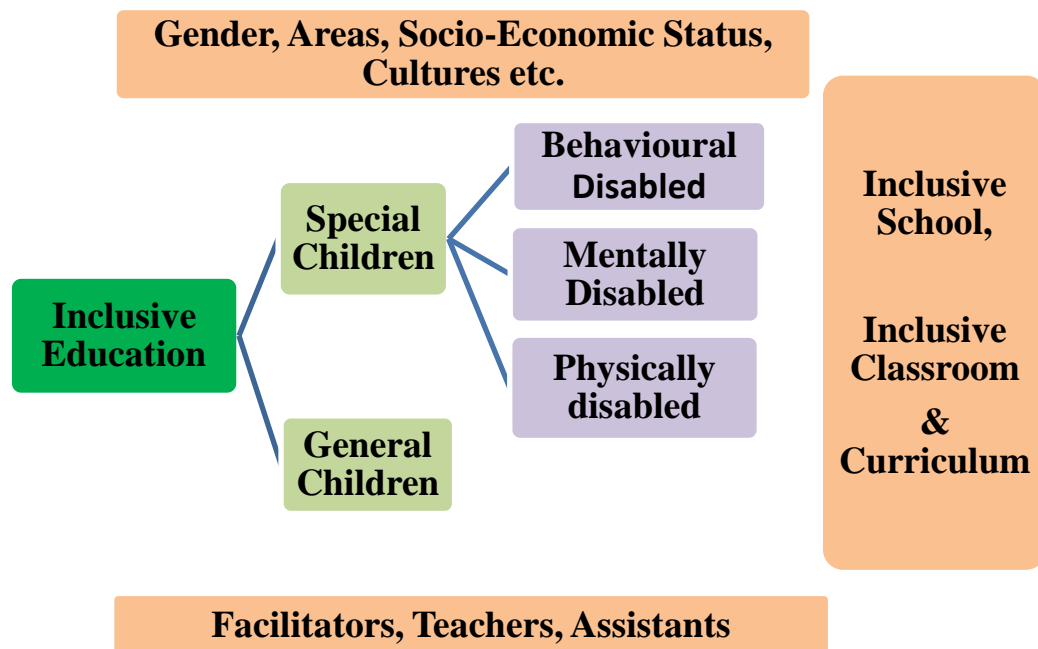 Gender, Areas, Socio-Economic Status,
Cultures etc.
Behavioural
Disabled
Special
Children
Mentally
Disabled
Inclusive
Education
Physically
disabled
General
Children
Inclusive
School,
Inclusive
Classroom
&
Curriculum
Facilitators, Teachers, Assistants